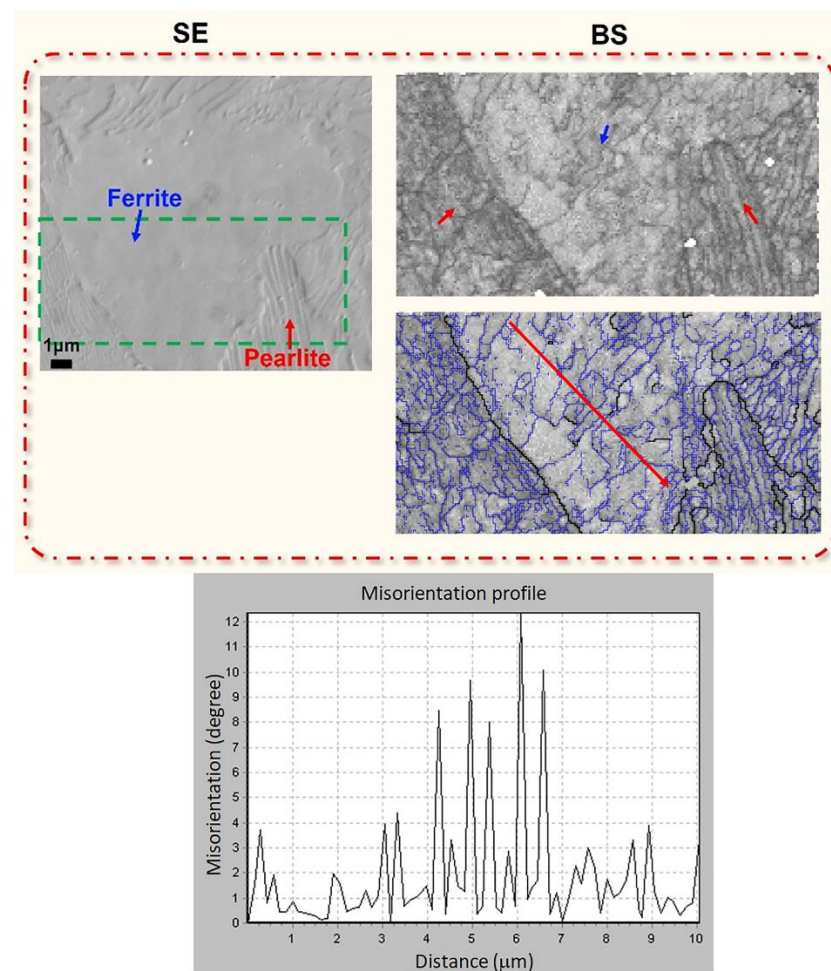 SE
BS
Ferrite
1μm
Pearlite
Misorientation profile
Misorientation (degree)
12
11
10
9
8
7
6
5
4
3
2
1
0
1 2 3 4 5 6 7 8 9 10
Distance (μm)